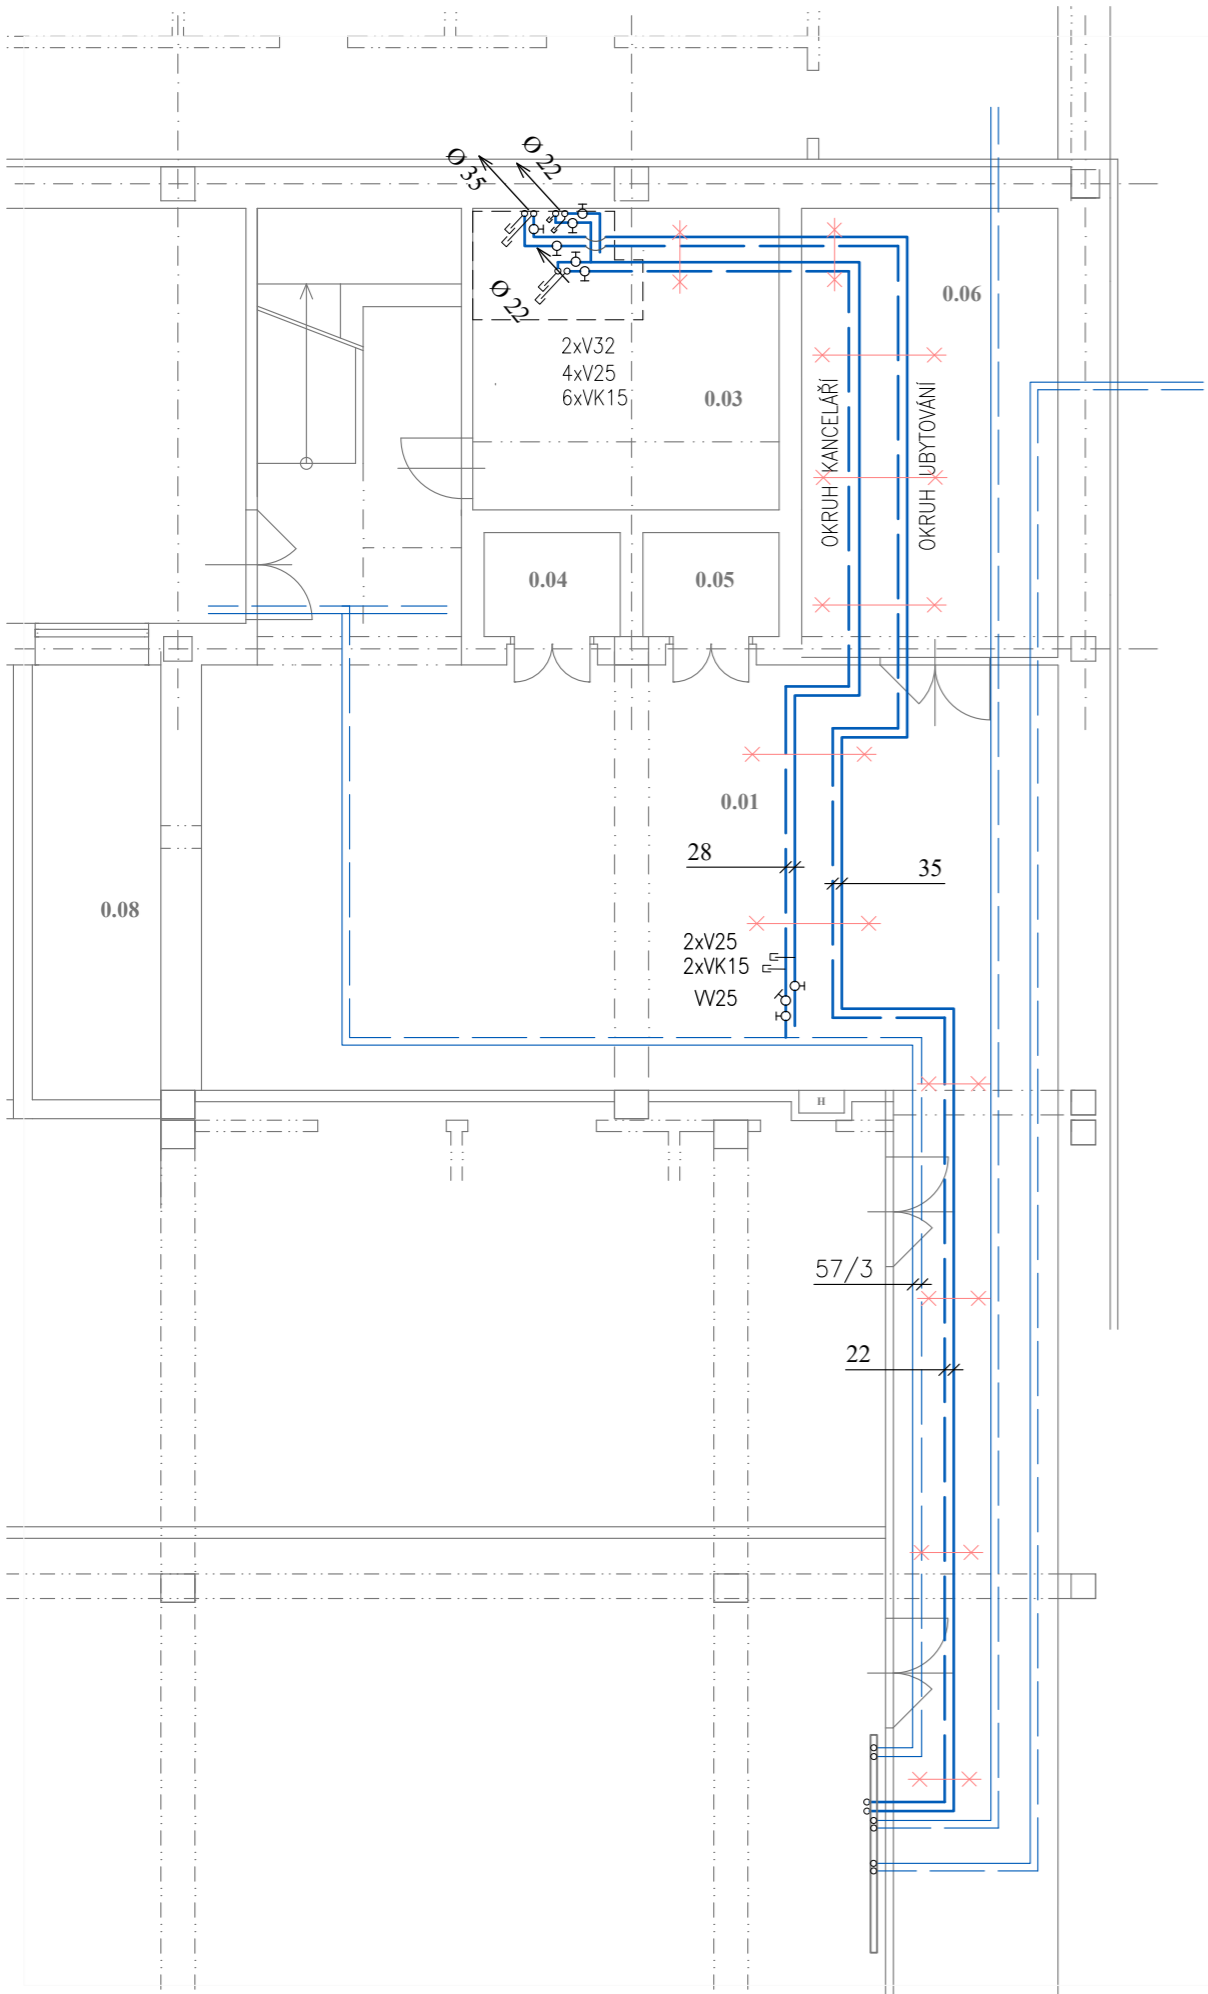 Ø 35
Ø 22
Ø 22
0.06
2xV32
4xV25
6xVK15
0.03
OKRUH KANCELÁŘÍ
OKRUH UBYTOVÁNÍ
0.04
0.05
0.01
28
35
0.08
2xV25
2xVK15
VV25
H
57/3
22